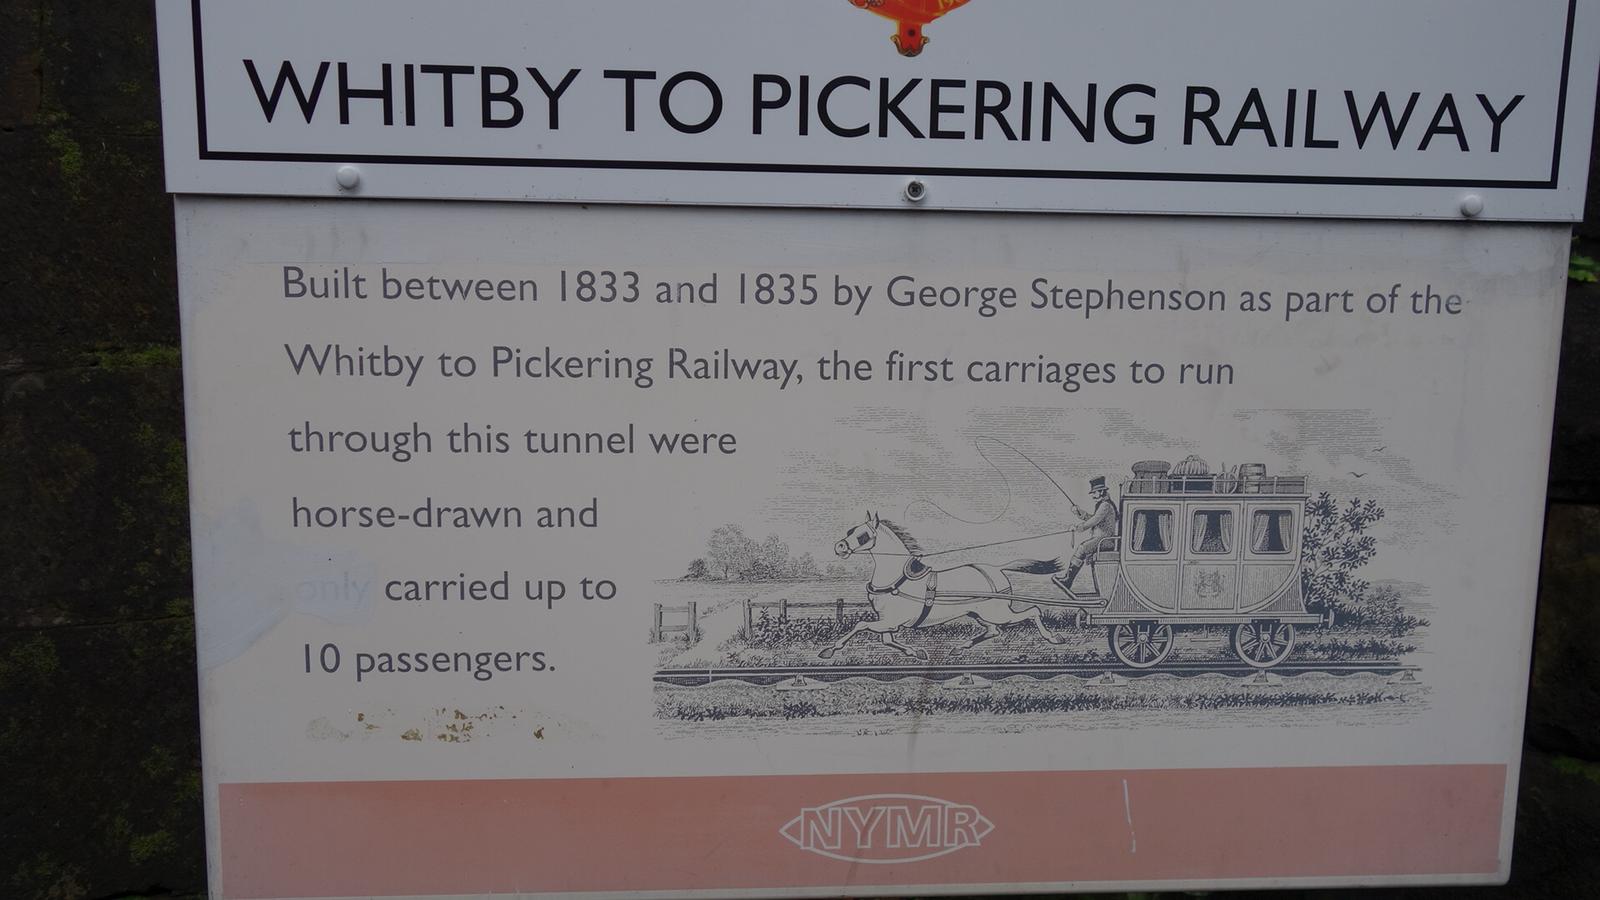 WHITBY TO PICKERING RAILWAY
Built between 1833 and 1835 by George Stephenson as part of the
Whitby to Pickering Railway, the first carriages to run
through this tunnel were
horse-drawn and
only carried up to
10 passengers.
NYMR